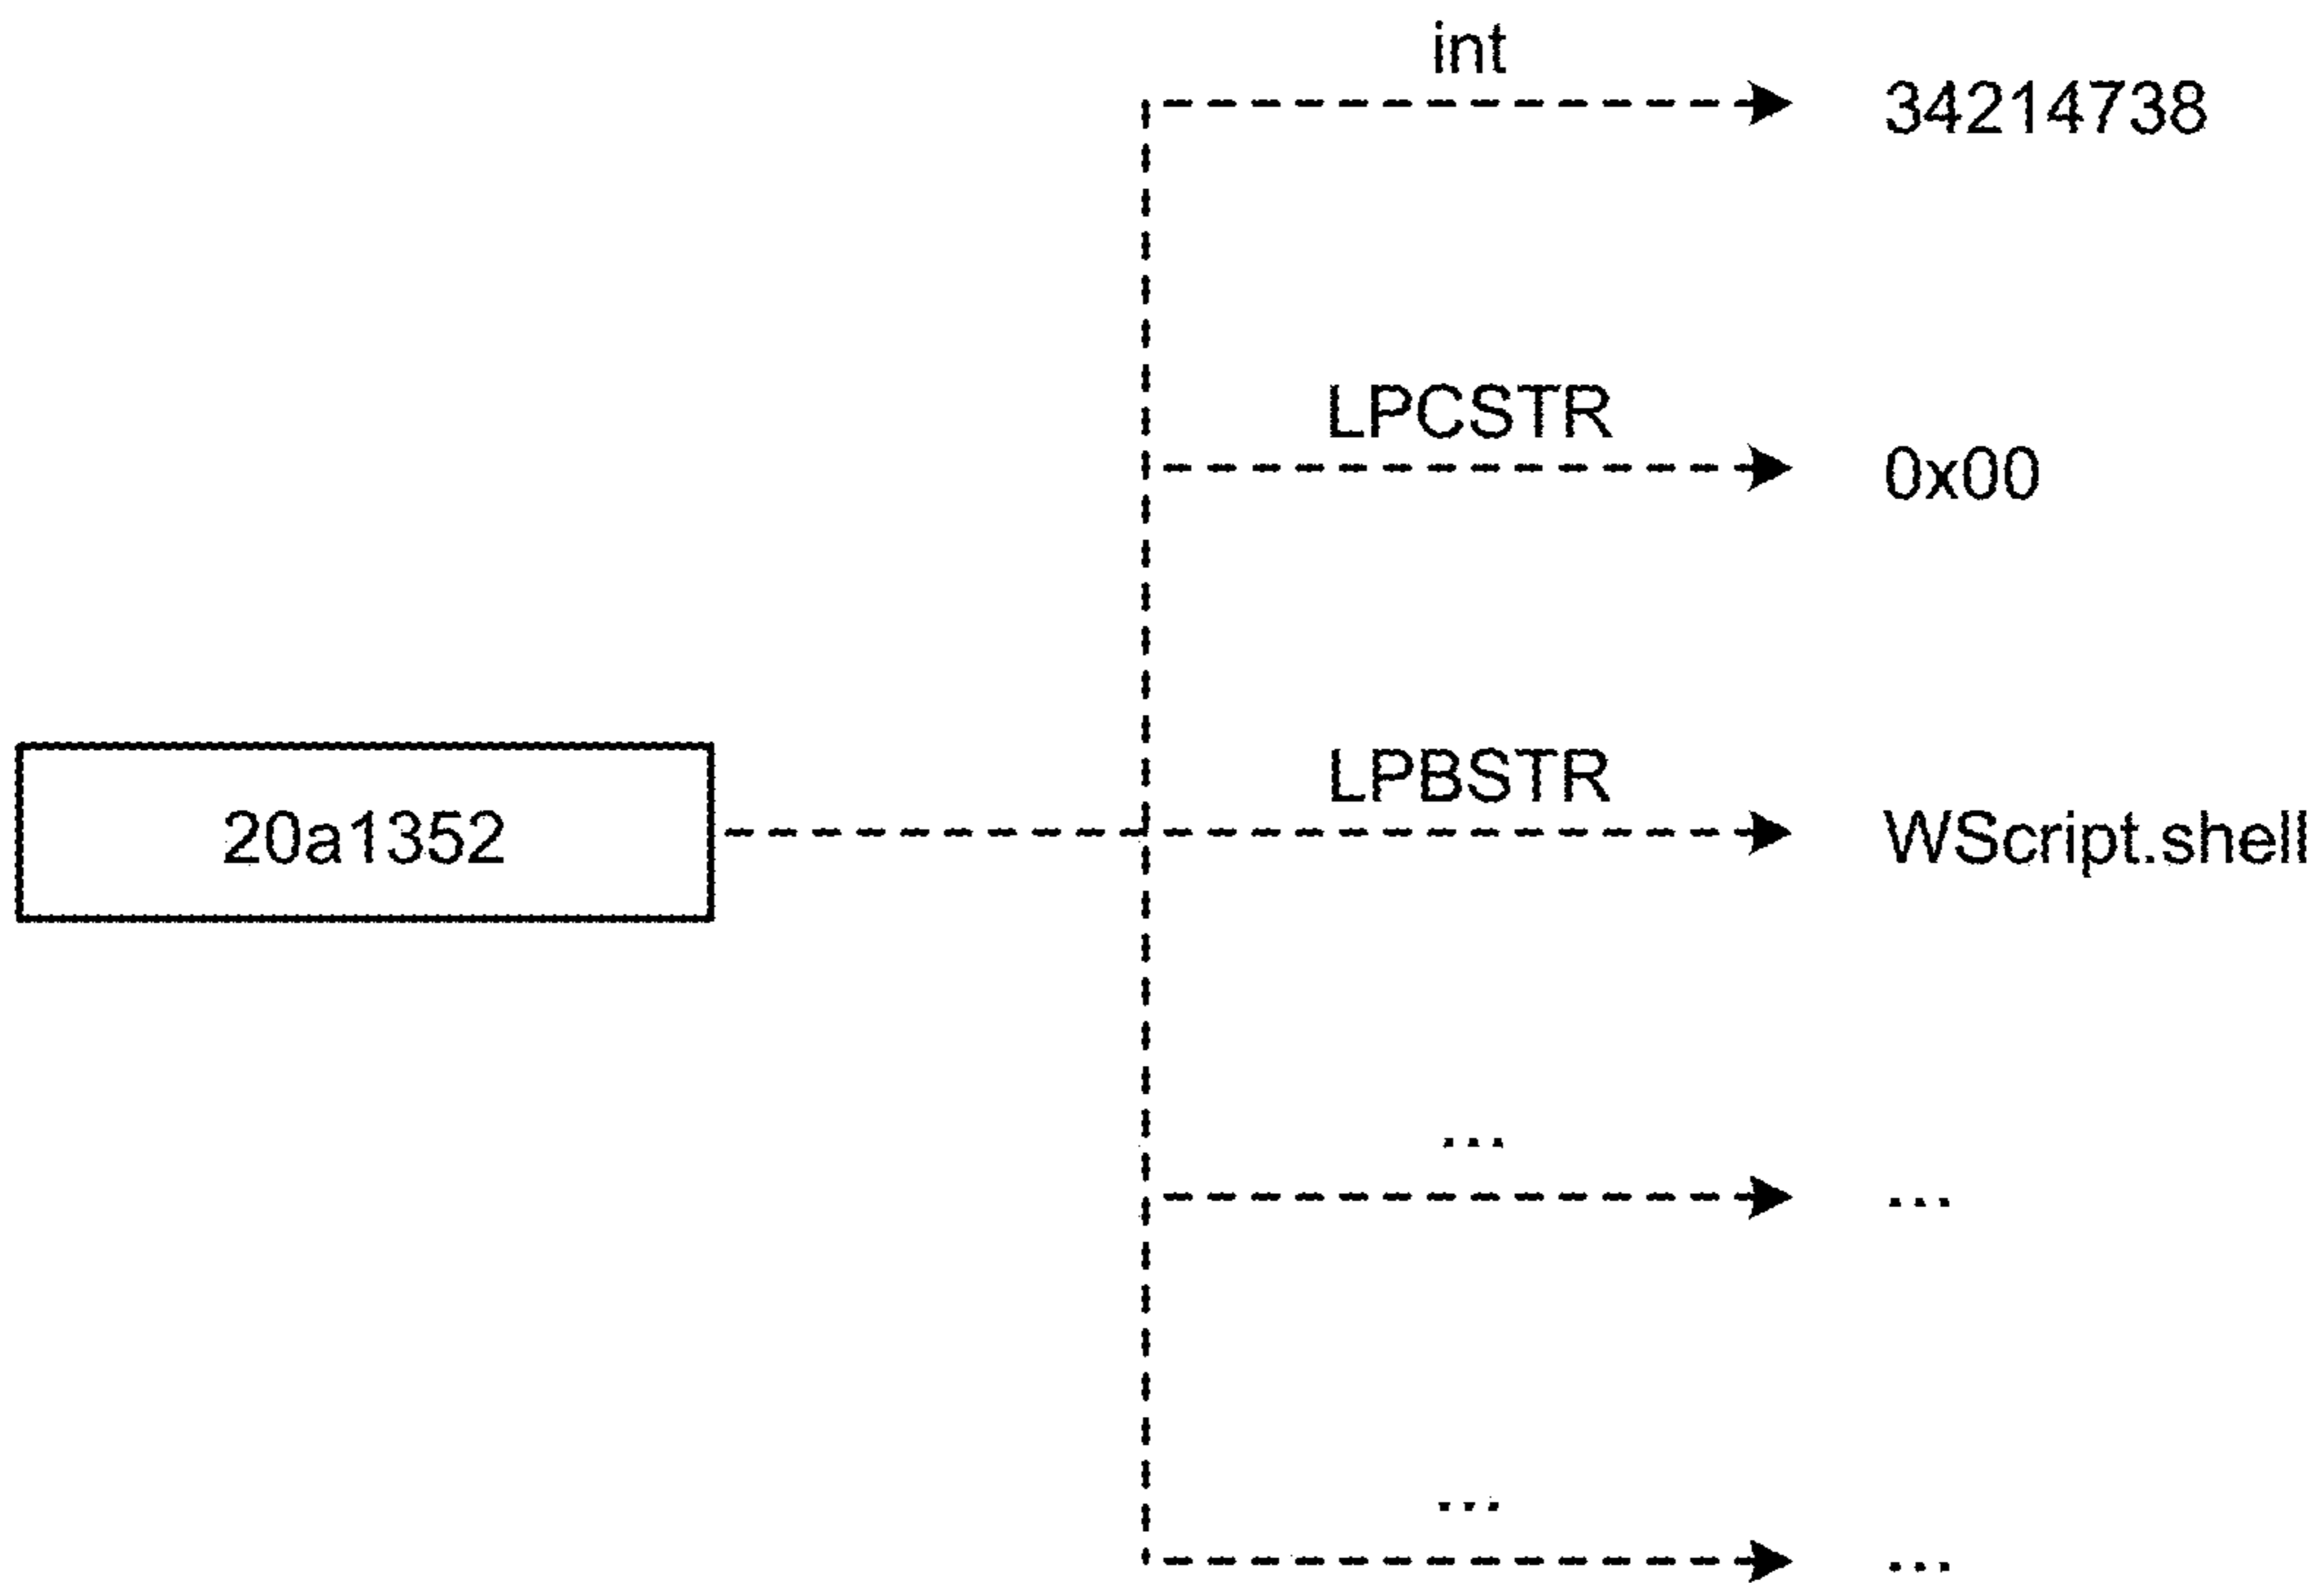 int
34214738
LPCSTR
0x00
LPBSTR
20a1352
WScript.shell
...
...
...
...